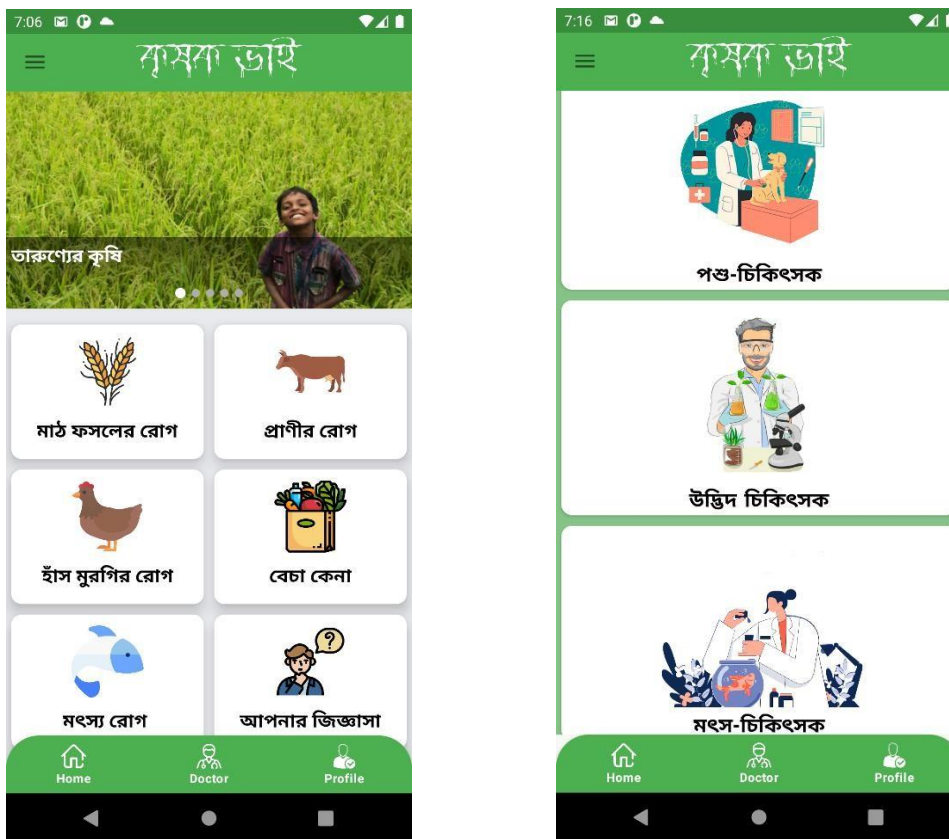 7:06
কৃষক ভাই
তারুণ্যের কৃষি
মাঠ ফসলের রোগ
প্রাণীর রোগ
হাঁস মুরগির রোগ
বেচা কেনা
?
মৎস্য রোগ
আপনার জিজ্ঞাসা
Home
Doctor
Profile
7:16
কৃষক ভাই
পশু-চিকিৎসক
উদ্ভিদ চিকিৎসক
মৎস-চিকিৎসক
Home
Doctor
Profile